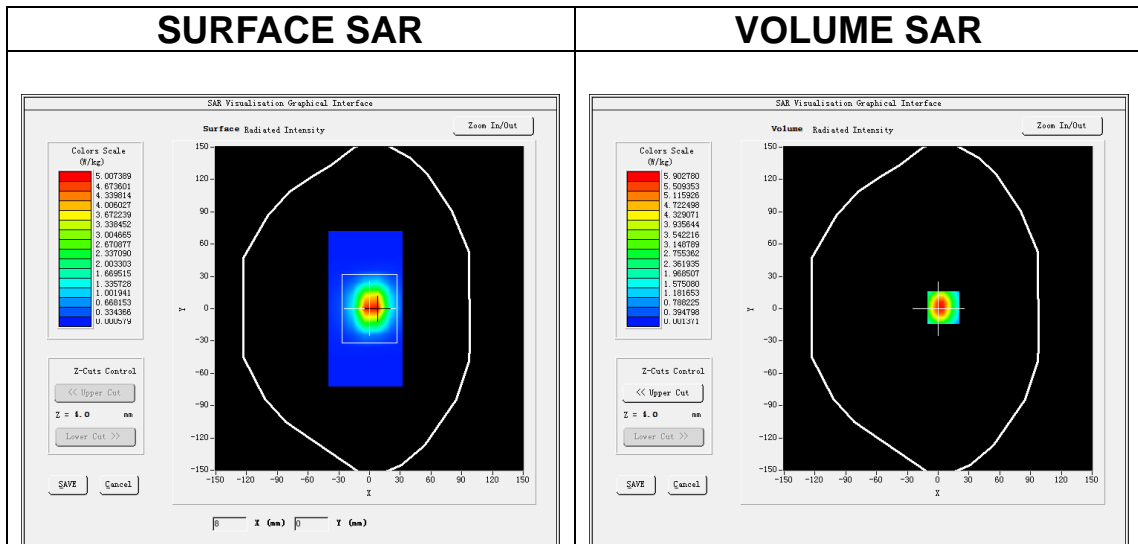 SURFACE SAR
VOLUME SAR
SAR Visualisation Graphical Interface
Surface Radiated Intensity
Zoom In/Out
Colors Scale
(W/kg)
5.007389
4.673601
4.339814
4.006027
3.672239
3.338452
3.004665
2.670877
2.337090
2.003303
1.669515
1.335728
1.001941
0.668153
0.334366
0.000579
Z-Cuts Control
<< Upper Cut
Z = 4.0 mm
Lower Cut >>
SAVE
Cancel
150
90
60
30
0
-30
-60
-90
-120
-150
Y
-150 -120 -90 -60 -30 0 30 60 90 120 150
X
8 X (mm) 0 Y (mm)
SAR Visualisation Graphical Interface
Volume Radiated Intensity
Zoom In/Out
Colors Scale
(W/kg)
5.902780
5.509353
5.115926
4.722498
4.329071
3.935644
3.542216
3.148789
2.755362
2.361935
1.968507
1.575080
1.181653
0.788225
0.394798
0.001371
Z-Cuts Control
<< Upper Cut
Z = 4.0 mm
Lower Cut >>
SAVE
Cancel
150
90
60
30
0
-30
-60
-90
-120
-150
Y
-150 -120 -90 -60 -30 0 30 60 90 120 150
X